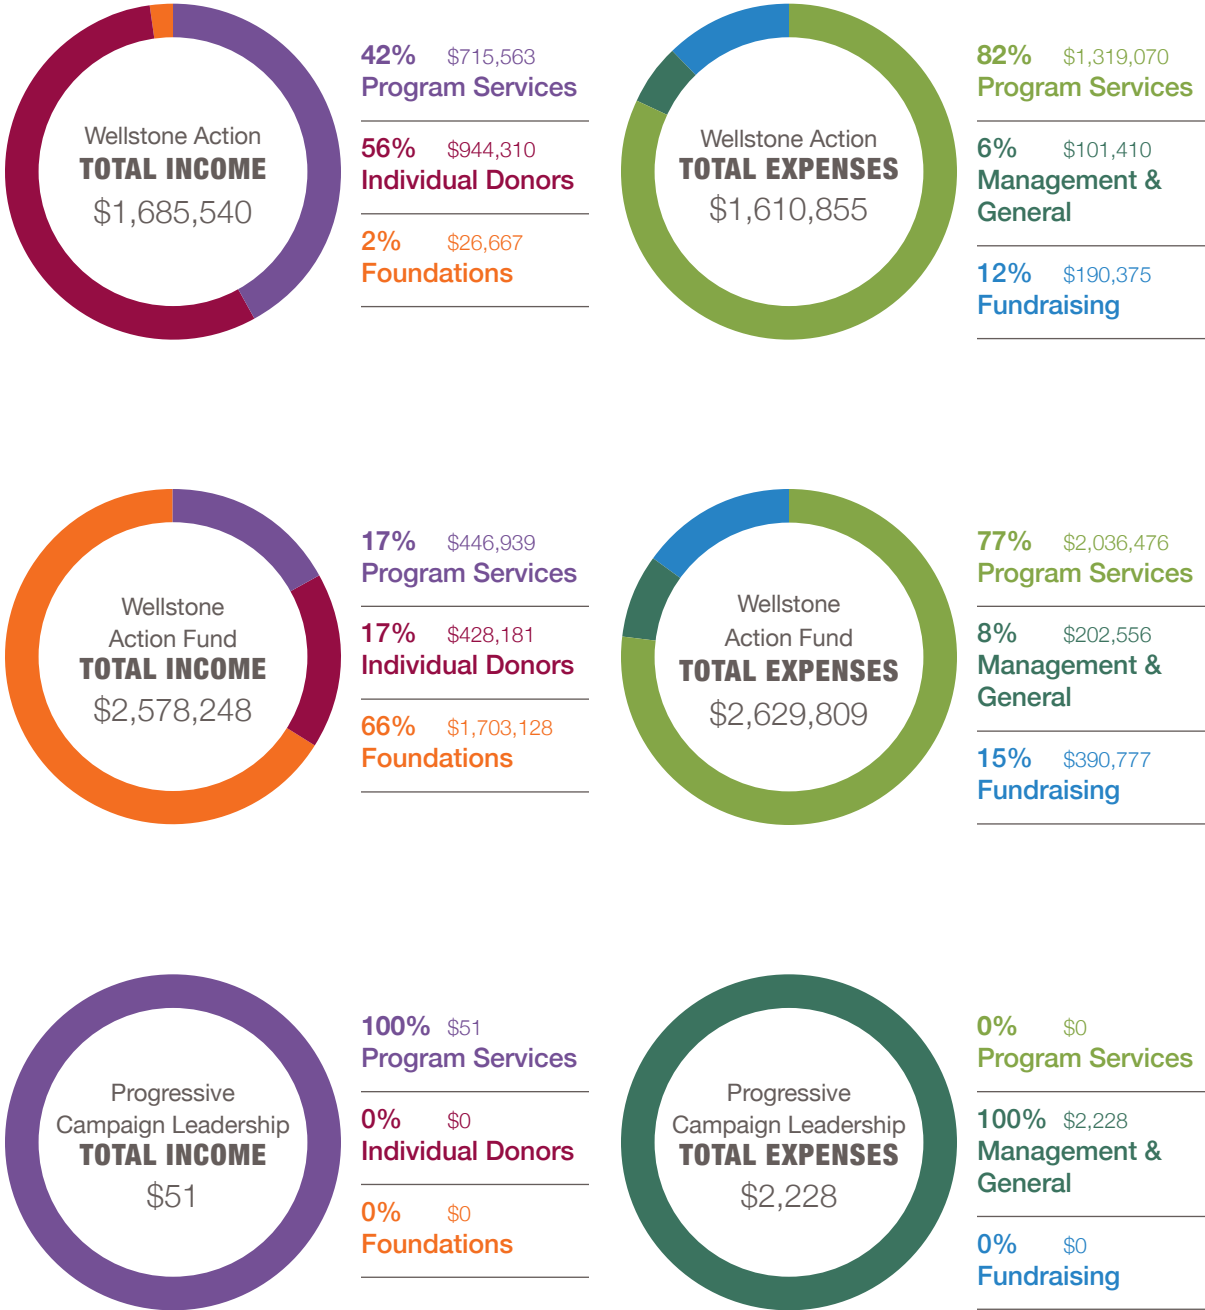 Wellstone Action
TOTAL INCOME
$1,685,540
42% $715,563
Program Services
56% $944,310
Individual Donors
2% $26,667
Foundations
Wellstone Action
TOTAL EXPENSES
$1,610,855
82% $1,319,070
Program Services
6% $101,410
Management &
General
12% $190,375
Fundraising
Wellstone
Action Fund
TOTAL INCOME
$2,578,248
17% $446,939
Program Services
17% $428,181
Individual Donors
66% $1,703,128
Foundations
Wellstone
Action Fund
TOTAL EXPENSES
$2,629,809
77% $2,036,476
Program Services
8% $202,556
Management &
General
15% $390,777
Fundraising
Progressive
Campaign Leadership
TOTAL INCOME
$51
100% $51
Program Services
0% $0
Individual Donors
0% $0
Foundations
Progressive
Campaign Leadership
TOTAL EXPENSES
$2,228
0% $0
Program Services
100% $2,228
Management &
General
0% $0
Fundraising